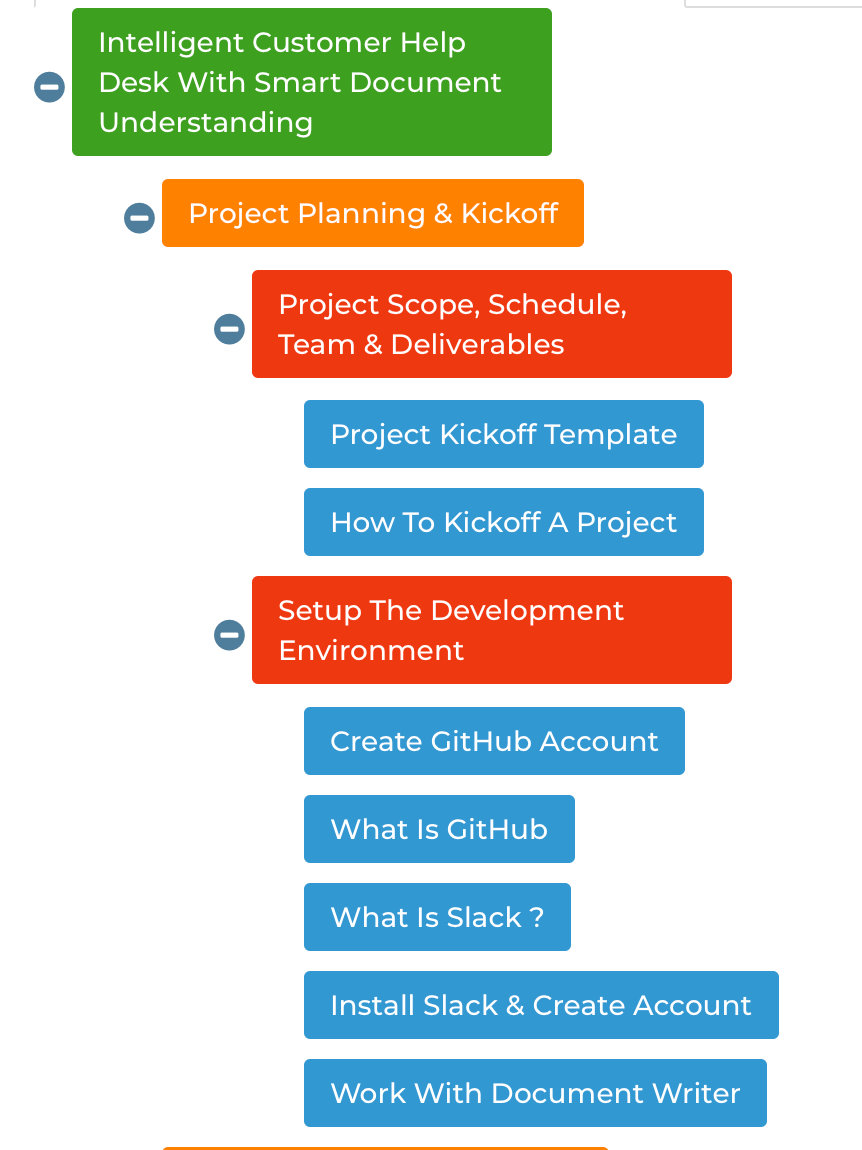 Intelligent Customer Help
Desk With Smart Document
Understanding
Project Planning & Kickoff
Project Scope, Schedule,
Team & Deliverables
Project Kickoff Template
How To Kickoff A Project
Setup The Development
Environment
Create GitHub Account
What Is GitHub
What Is Slack ?
Install Slack & Create Account
Work With Document Writer